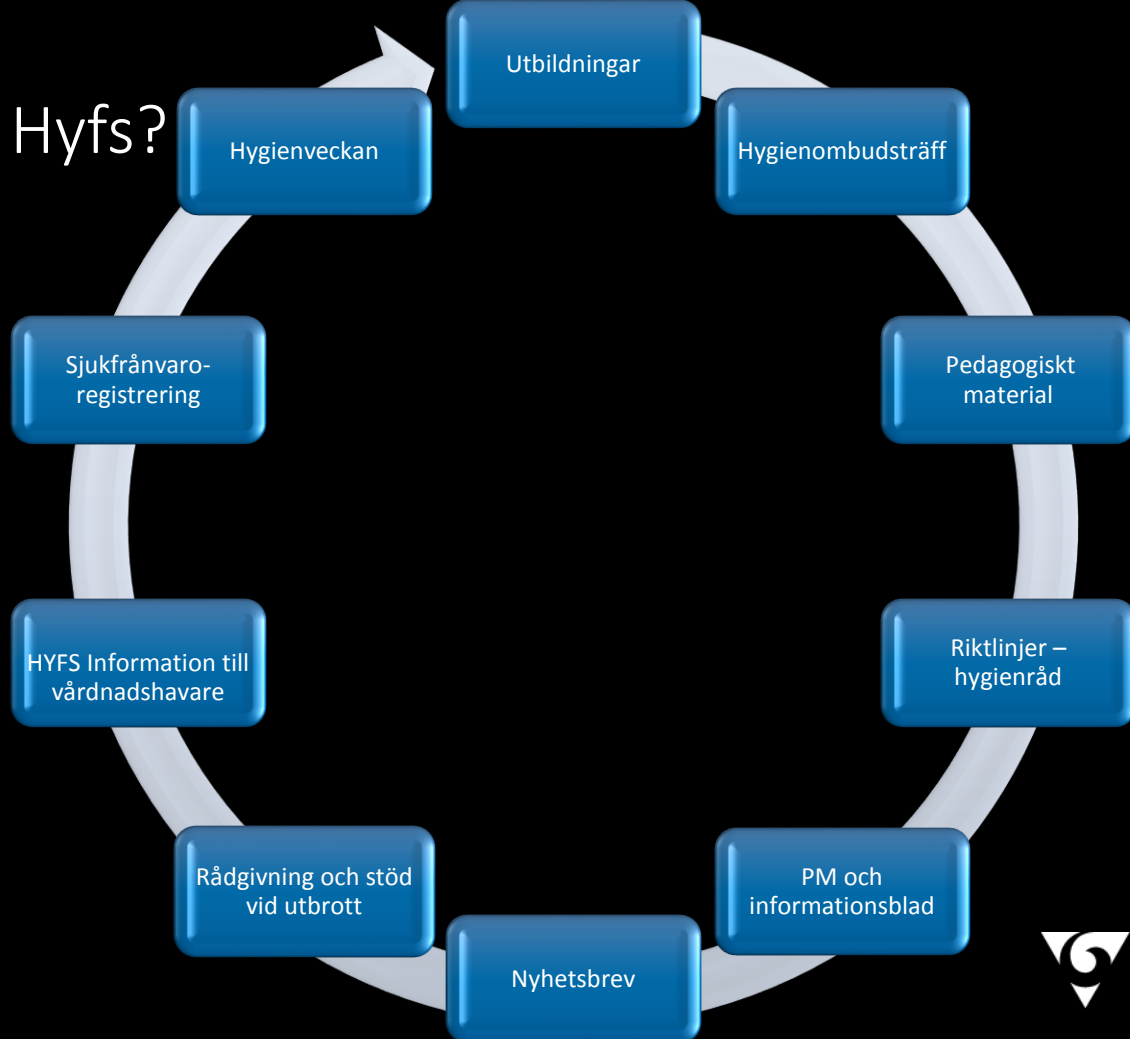 Hyfs?
Utbildningar
Hygienombudsträff
Pedagogiskt
material
Riktlinjer –
hygienråd
PM och
informationsblad
Nyhetsbrev
Rådgivning och stöd
vid utbrott
HYFS Information till
vårdnadshavare
Sjukfrånvaro-
registrering
Hygienveckan